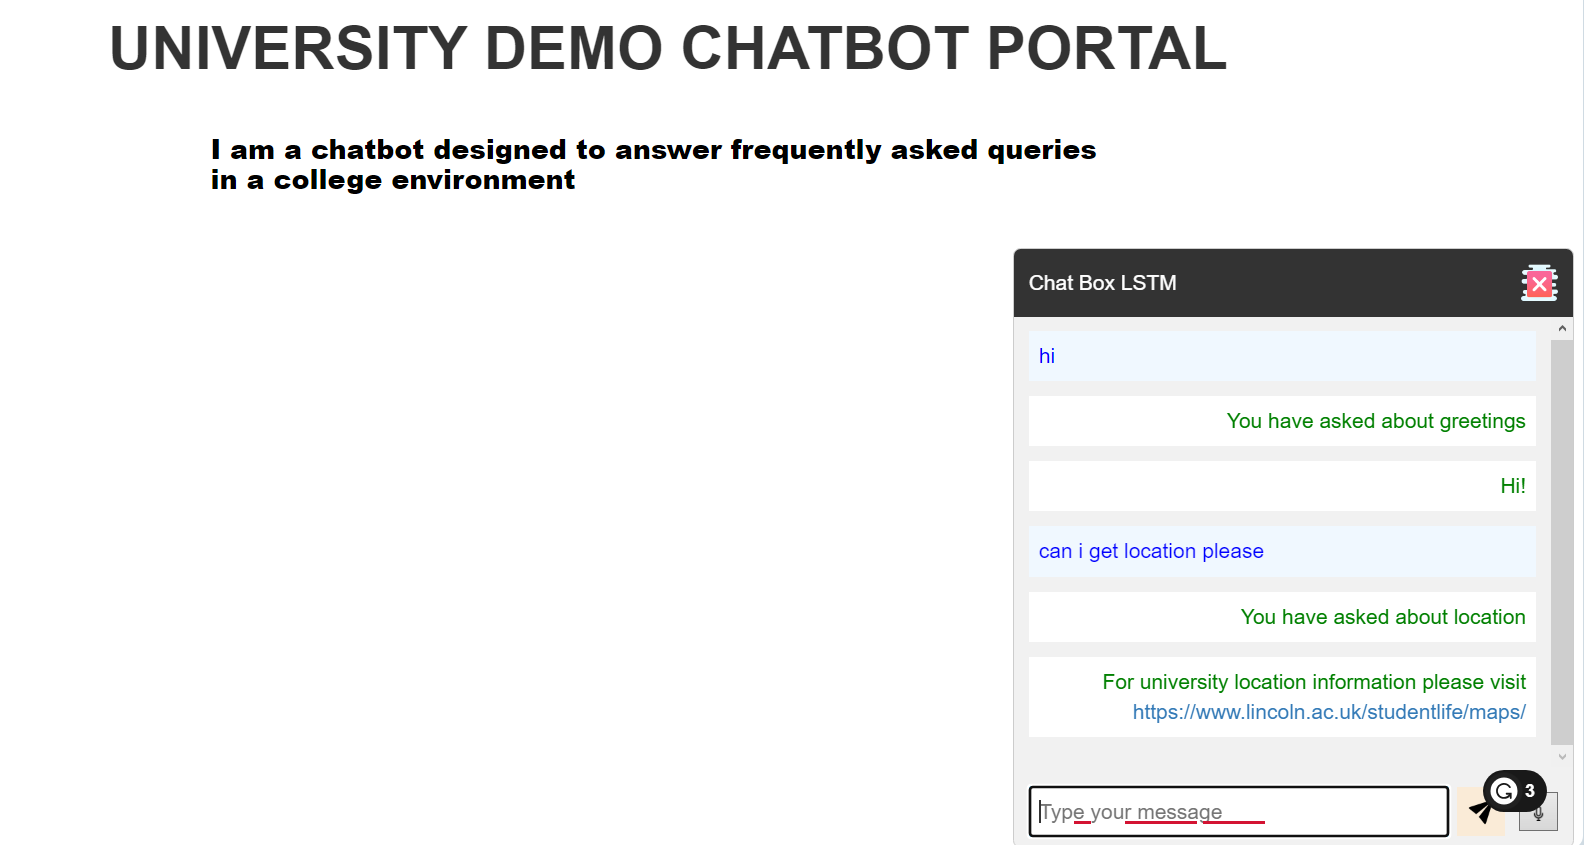 UNIVERSITY DEMO CHATBOT PORTAL
I am a chatbot designed to answer frequently asked queries
in a college environment
Chat Box LSTM
hi
You have asked about greetings
Hi!
can i get location please
You have asked about location
For university location information please visit
https://www.lincoln.ac.uk/studentlife/maps/
Type your message
3